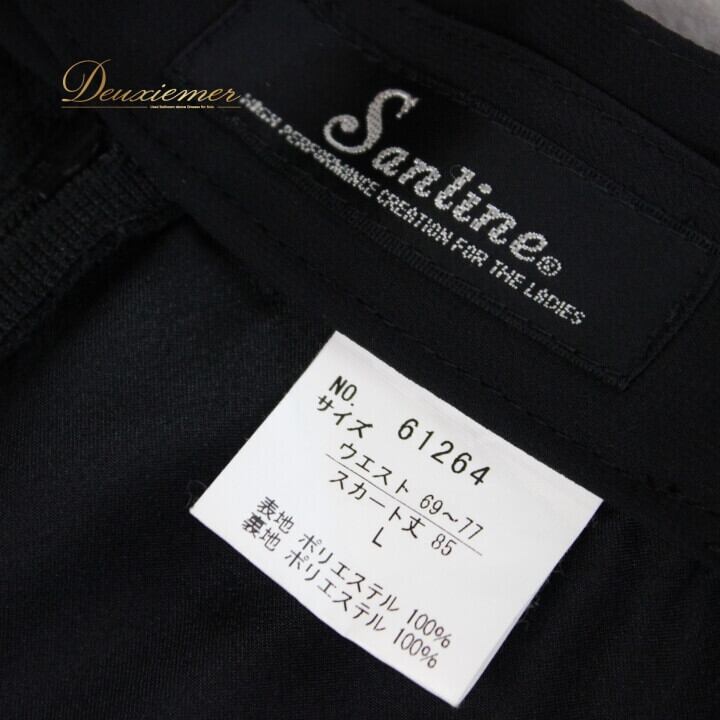 Deuxiemer
Sanline®
PERFORMANCE CREATION FOR THE LADIES
NO. 61264
サイズ
ウエスト 69～77
スカート丈 85
L
表地 ポリエステル 100%
裏地 ポリエステル 100%